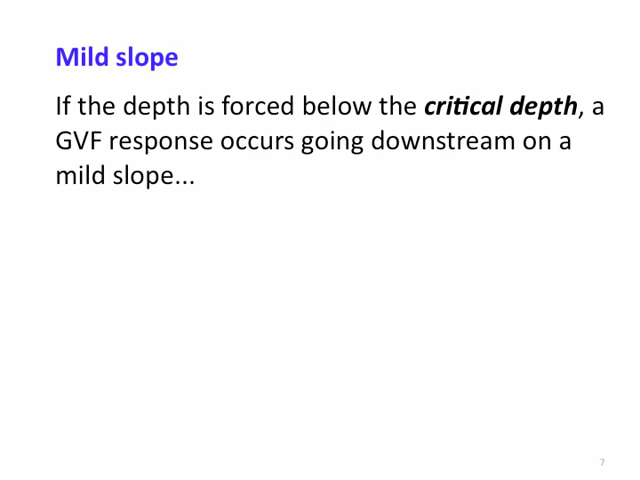 Mild slope
If the depth is forced below the critical depth, a
GVF response occurs going downstream on a
mild slope...
7